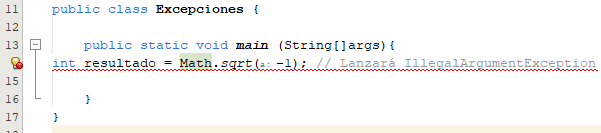 11 public class Excepciones {
12
13 public static void main (String[]args){
int resultado = Math.sqrt(a: -1); // Lanzará IllegalArgumentException
15
16 }
17 }